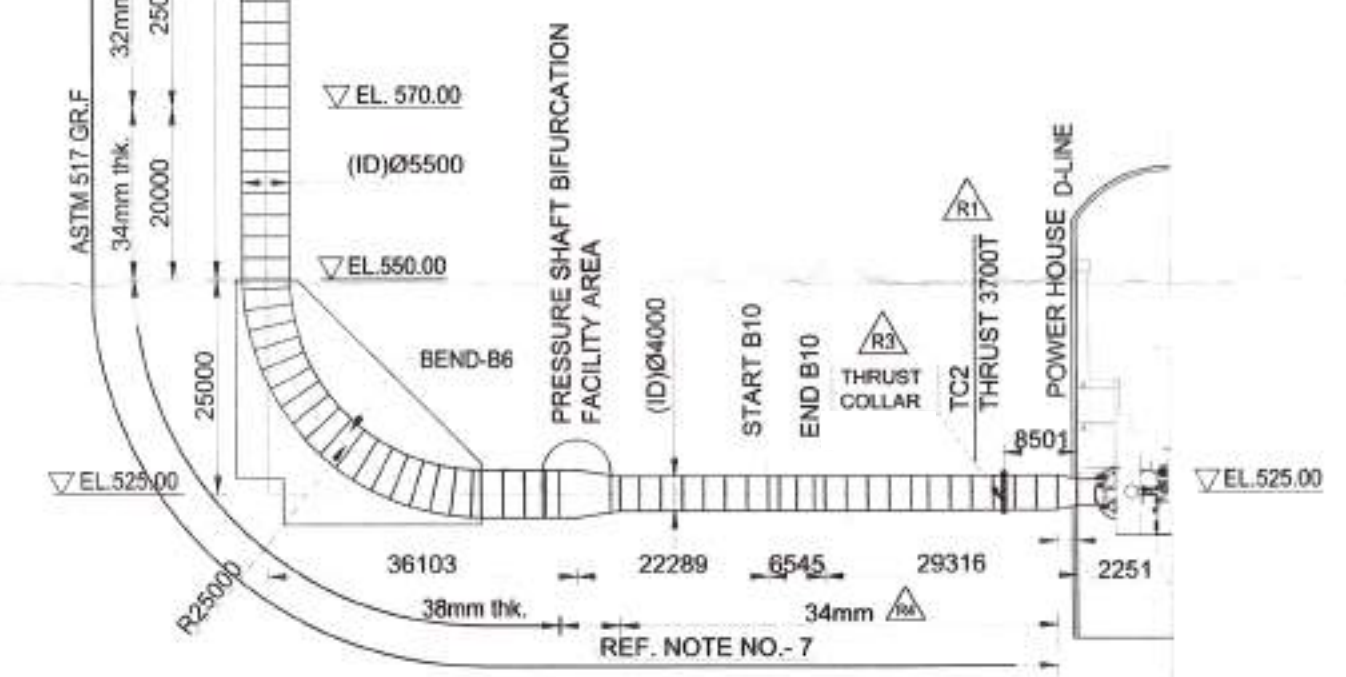 32mm
250
ASTM 517 GR.F
34mm thk.
20000
▽ EL. 570.00
(ID)Ø5500
▽ EL.550.00
25000
BEND-B6
▽ EL.525.00
R25000
PRESSURE SHAFT BIFURCATION
FACILITY AREA
(ID)Ø4000
START B10
END B10
R3
THRUST
COLLAR
R1
TC2
THRUST 3700T
POWER HOUSE D-LINE
8501
▽ EL.525.00
36103
22289
6545
29316
2251
38mm thk.
34mm
R4
REF. NOTE NO.- 7